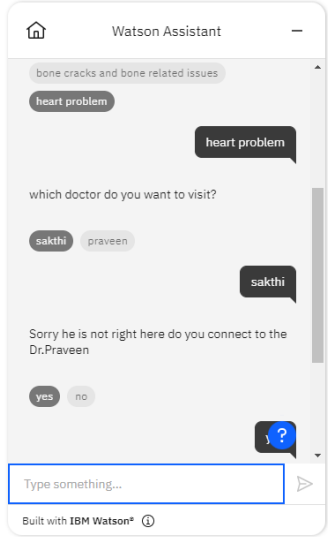 Watson Assistant
bone cracks and bone related issues
heart problem
heart problem
which doctor do you want to visit?
sakthi praveen
sakthi
Sorry he is not right here do you connect to the
Dr.Praveen
yes no
?
Type something...
Built with IBM Watson®